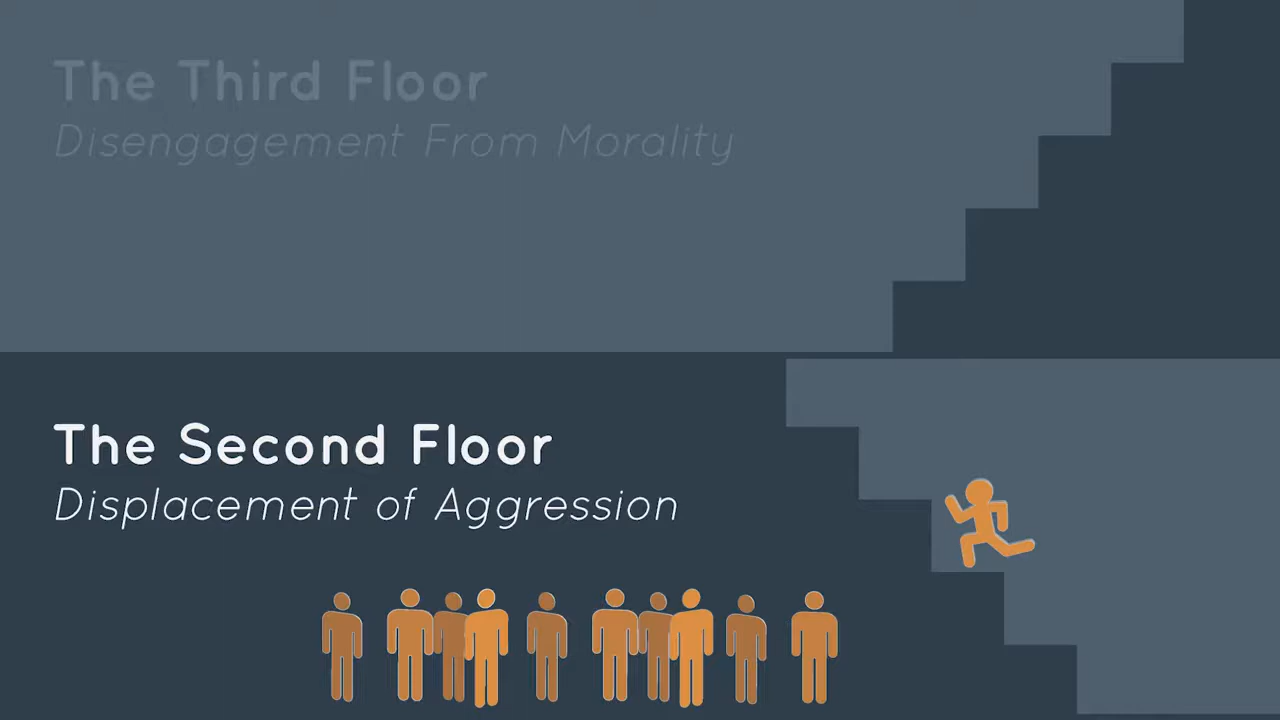 The Third Floor
Disengagement From Morality
The Second Floor
Displacement of Aggression